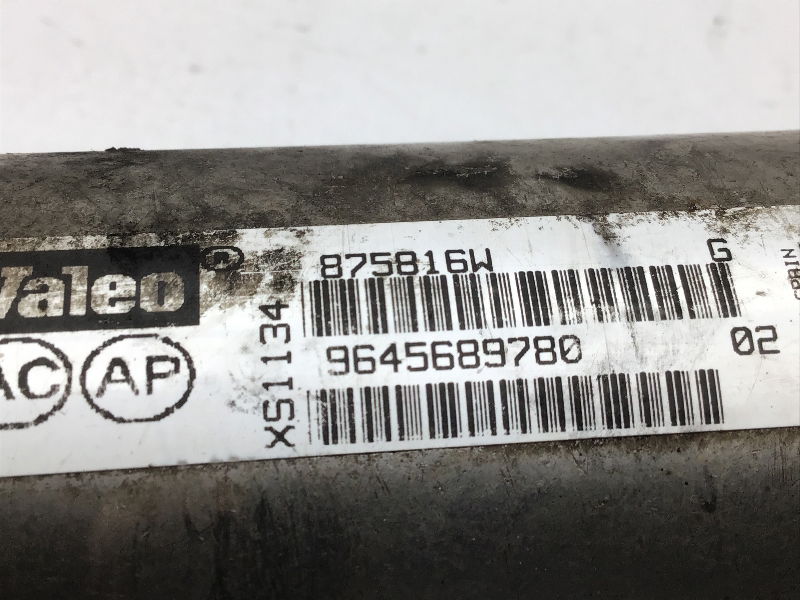 Valeo
®
AC AP
XS1134
875816W G
9645689780 02